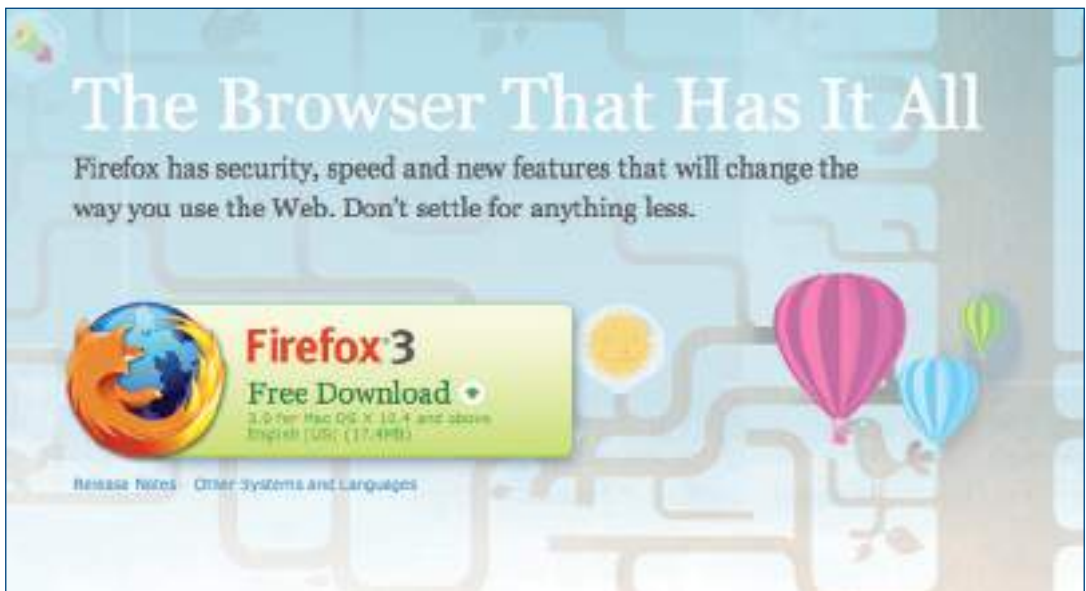 The Browser That Has It All
Firefox has security, speed and new features that will change the
way you use the Web. Don't settle for anything less.
Firefox 3
Free Download
3.0 for Mac OS X 10.4 and above
English (US) (17.4MB)
Release Notes Other Systems and Languages